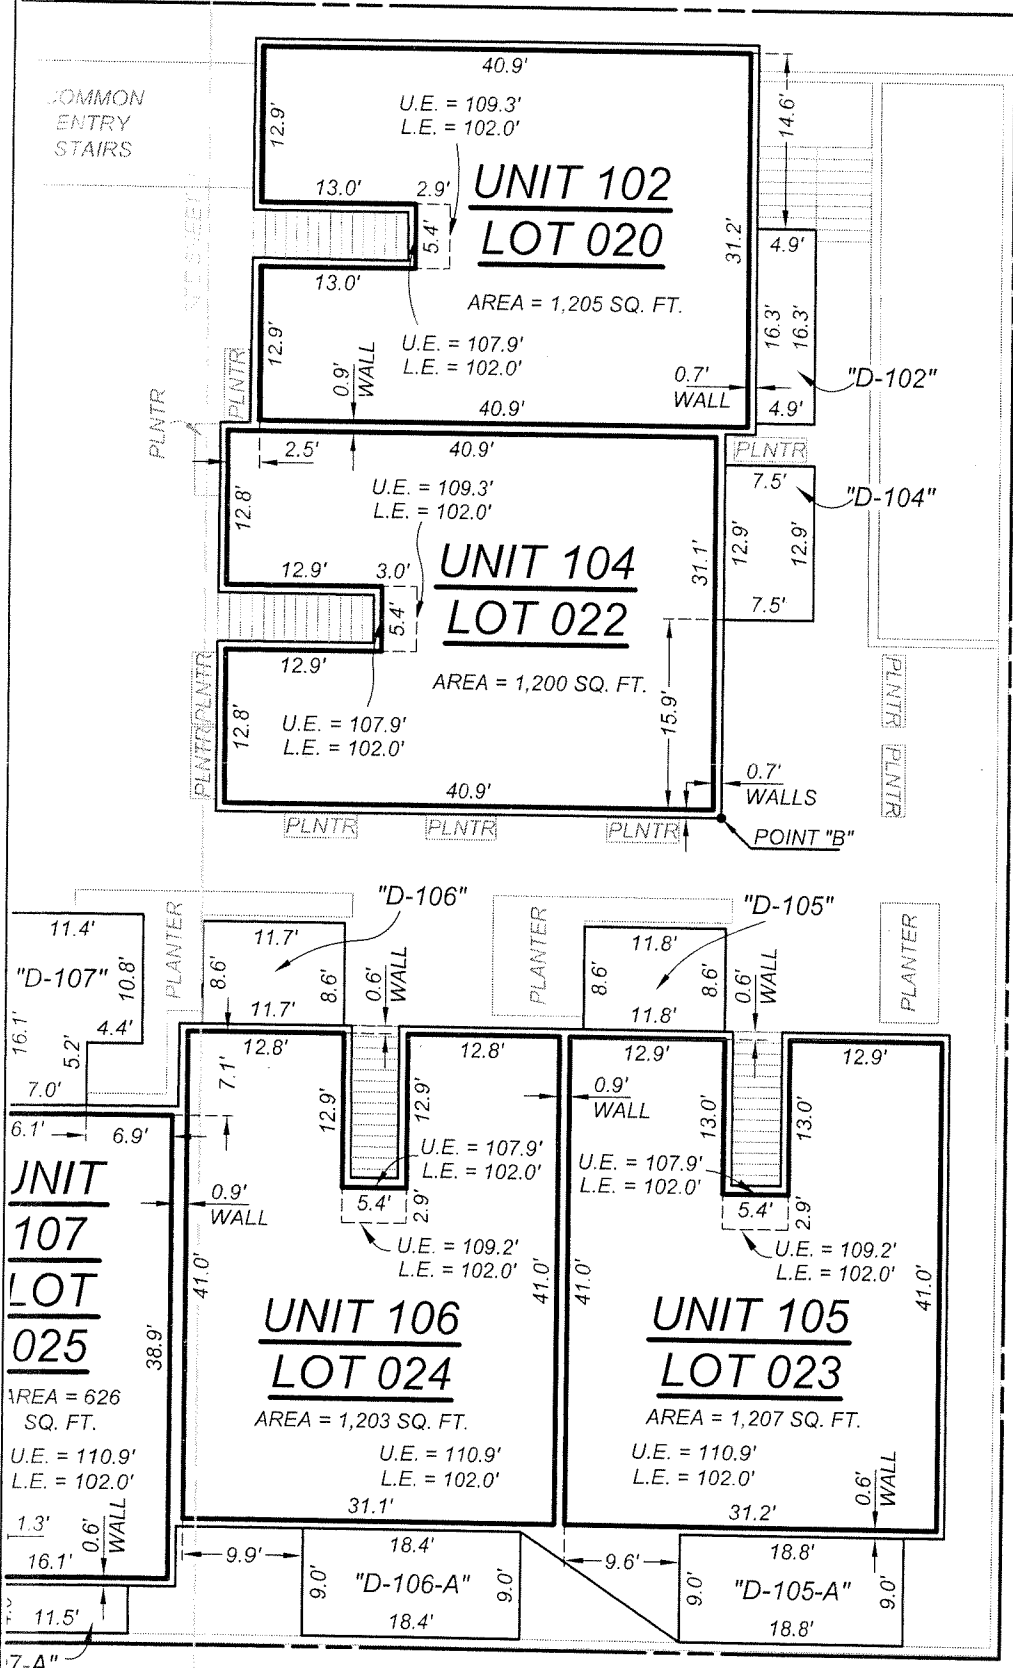 40.9'
COMMON
ENTRY
STAIRS
12.9'
U.E. = 109.3'
L.E. = 102.0'
14.6'
13.0'
2.9'
UNIT 102
LOT 020
5.4'
31.2'
4.9'
13.0'
AREA = 1,205 SQ. FT.
16.3'
16.3'
12.9'
U.E. = 107.9'
L.E. = 102.0'
0.9'
WALL
0.7'
WALL
"D-102"
PLNTR
PLNTR
40.9'
4.9'
2.5'
40.9'
PLNTR
7.5'
"D-104"
U.E. = 109.3'
L.E. = 102.0'
12.8'
12.9'
3.0'
UNIT 104
LOT 022
5.4'
31.1'
12.9'
12.9'
7.5'
12.9'
AREA = 1,200 SQ. FT.
PLNTR
PLNTR
12.8'
U.E. = 107.9'
L.E. = 102.0'
15.9'
PLNTR
PLNTR
40.9'
0.7'
WALLS
PLNTR
PLNTR
PLNTR
POINT "B"
"D-106"
"D-105"
11.4'
"D-107"
10.8'
PLANTER
11.7'
8.6'
8.6'
11.7'
0.6'
WALL
PLANTER
11.8'
8.6'
8.6'
11.8'
0.6'
WALL
PLANTER
16.1'
5.2'
4.4'
7.0'
7.1'
12.8'
12.8'
12.9'
12.9'
12.9'
12.9'
0.9'
WALL
13.0'
13.0'
6.1'
6.9'
U.E. = 107.9'
L.E. = 102.0'
U.E. = 107.9'
L.E. = 102.0'
0.9'
WALL
5.4'
2.9'
5.4'
2.9'
U.E. = 109.2'
L.E. = 102.0'
U.E. = 109.2'
L.E. = 102.0'
UNIT
107
LOT
025
38.9'
AREA = 626
SQ. FT.
U.E. = 110.9'
L.E. = 102.0'
41.0'
41.0'
UNIT 106
LOT 024
AREA = 1,203 SQ. FT.
U.E. = 110.9'
L.E. = 102.0'
31.1'
41.0'
41.0'
UNIT 105
LOT 023
AREA = 1,207 SQ. FT.
U.E. = 110.9'
L.E. = 102.0'
31.2'
0.6'
WALL
1.3'
0.6'
WALL
16.1'
9.9'
18.4'
9.0'
"D-106-A"
9.0'
18.4'
9.6'
18.8'
9.0'
"D-105-A"
9.0'
18.8'
11.5'
7-A"